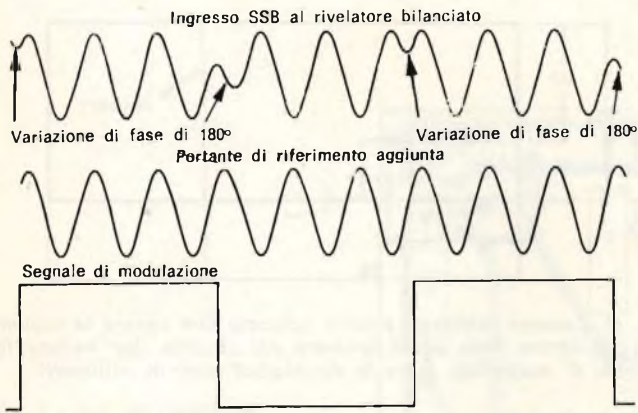 Ingresso SSB al rivelatore bilanciato
Variazione di fase di 180°
Variazione di fase di 180°
Portante di riferimento aggiunta
Segnale di modulazione